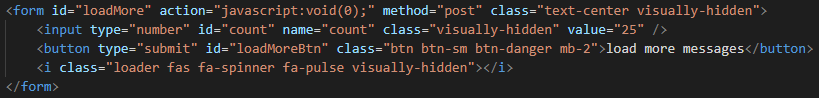 <form id="loadMore" action="javascript:void(0);" method="post" class="text-center visually-hidden">
<input type="number" id="count" name="count" class="visually-hidden" value="25" />
<button type="submit" id="loadMoreBtn" class="btn btn-sm btn-danger mb-2">load more messages</button>
<i class="loader fas fa-spinner fa-pulse visually-hidden"></i>
</form>